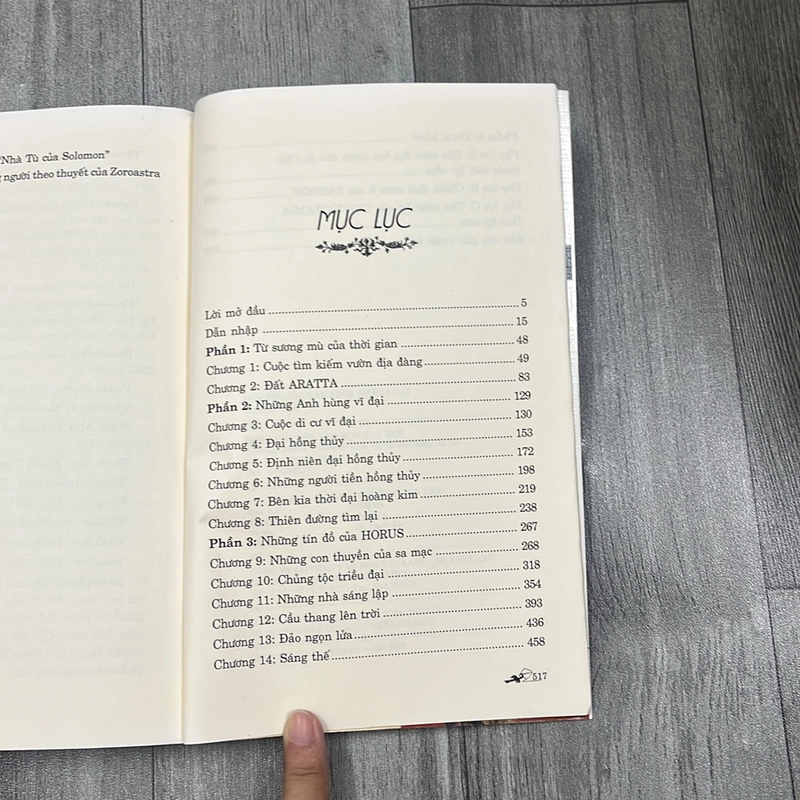 "Nhà Tù của Solomon"
người theo thuyết của Zoroastra
MỤC LỤC
Lời mở đầu ... 5
Dẫn nhập ... 15
Phần 1: Từ sương mù của thời gian ... 48
Chương 1: Cuộc tìm kiếm vườn địa đàng ... 49
Chương 2: Đất ARATTA ... 83
Phần 2: Những Anh hùng vĩ đại ... 129
Chương 3: Cuộc di cư vĩ đại ... 130
Chương 4: Đại hồng thủy ... 153
Chương 5: Định niên đại hồng thủy ... 172
Chương 6: Những người tiền hồng thủy ... 198
Chương 7: Bên kia thời đại hoàng kim ... 219
Chương 8: Thiên đường tìm lại ... 238
Phần 3: Những tín đồ của HORUS ... 267
Chương 9: Những con thuyền của sa mạc ... 268
Chương 10: Chủng tộc triều đại ... 318
Chương 11: Những nhà sáng lập ... 354
Chương 12: Cầu thang lên trời ... 393
Chương 13: Đảo ngọn lửa ... 436
Chương 14: Sáng thế ... 458
517